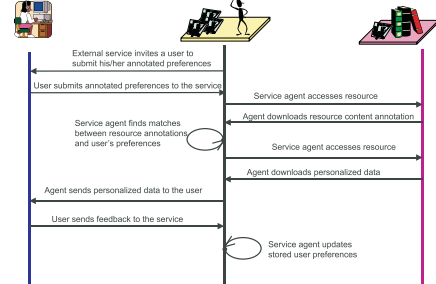 External service invites a user to
submit his/her annotated preferences
User submits annotated preferences to the service
Service agent accesses resource
Agent downloads resource content annotation
Service agent finds matches
between resource annotations
and user's preferences
Service agent accesses resource
Agent downloads personalized data
Agent sends personalized data to the user
User sends feedback to the service
Service agent updates
stored user preferences